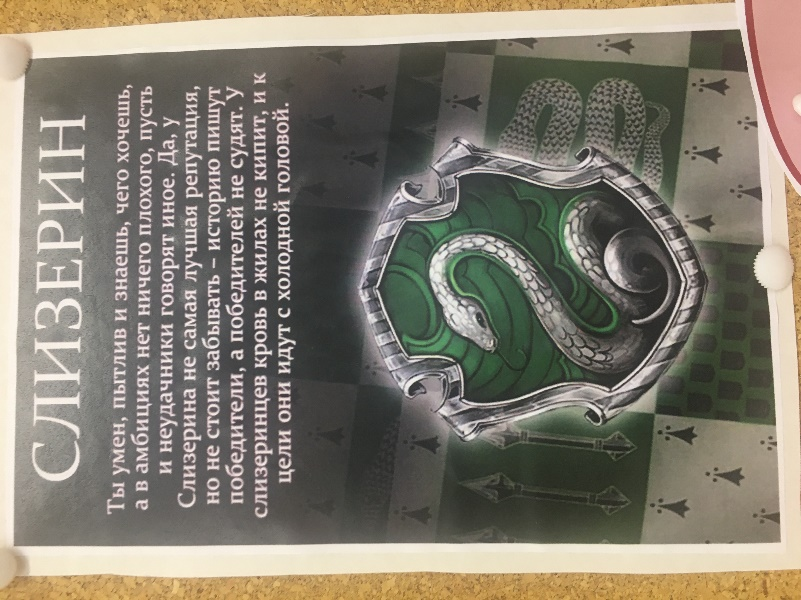 СЛИЗЕРИН
Ты умен, пытлив и знаешь, чего хочешь,
а в амбициях нет ничего плохого, пусть
и неудачники говорят иное. Да, у
Слизерина не самая лучшая репутация,
но не стоит забывать – историю пишут
победители, а победителей не судят. У
слизеринцев кровь в жилах не кипит, и к
цели они идут с холодной головой.